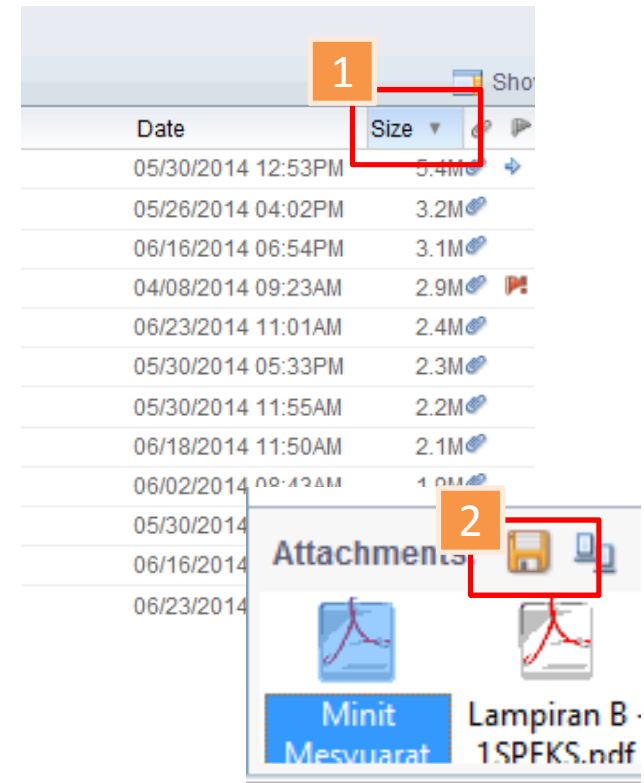 1
Sho
Date Size
05/30/2014 12:53PM 5.4M
05/26/2014 04:02PM 3.2M
06/16/2014 06:54PM 3.1M
04/08/2014 09:23AM 2.9M
06/23/2014 11:01AM 2.4M
05/30/2014 05:33PM 2.3M
05/30/2014 11:55AM 2.2M
06/18/2014 11:50AM 2.1M
06/02/2014 08:43AM 1.9M
05/30/2014
06/16/2014
06/23/2014
2
Attachments:
Minit Lampiran B -
Mesyuarat 1SPEKS.pdf